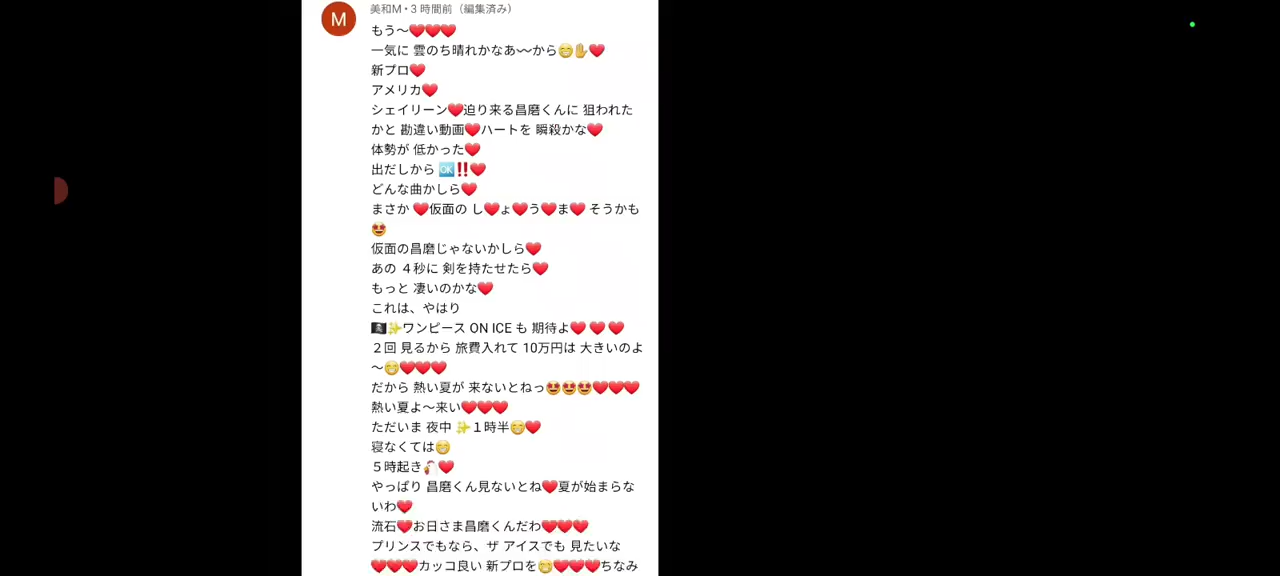 M
美和M • 3 時間前（編集済み）
もう〜❤️❤️❤️
一気に 雲のち晴れかなあ〰️から😁✋❤️
新プロ❤️
アメリカ❤️
シェイリーン❤️迫り来る昌磨くんに 狙われた
かと 勘違い動画❤️ハートを 瞬殺かな❤️
体勢が 低かった❤️
出だしから 🆗‼️❤️
どんな曲かしら❤️
まさか ❤️仮面の し❤️ょ❤️う❤️ま❤️ そうかも
🤩
仮面の昌磨じゃないかしら❤️
あの ４秒に 剣を持たせたら❤️
もっと 凄いのかな❤️
これは、やはり
🏴‍☠️✨ワンピース ON ICE も 期待よ❤️ ❤️ ❤️
２回 見るから 旅費入れて 10万円は 大きいのよ
〜😁❤️❤️❤️
だから 熱い夏が 来ないとねっ🤩🤩🤩❤️❤️❤️
熱い夏よ〜来い❤️❤️❤️
ただいま 夜中 ✨１時半😁❤️
寝なくては😁
５時起き🐔❤️
やっぱり 昌磨くん見ないとね❤️夏が始まらな
いわ❤️
流石❤️お日さま昌磨くんだわ❤️❤️❤️
プリンスでもなら、ザ アイスでも 見たいな
❤️❤️❤️カッコ良い 新プロを😁❤️❤️❤️ちなみ